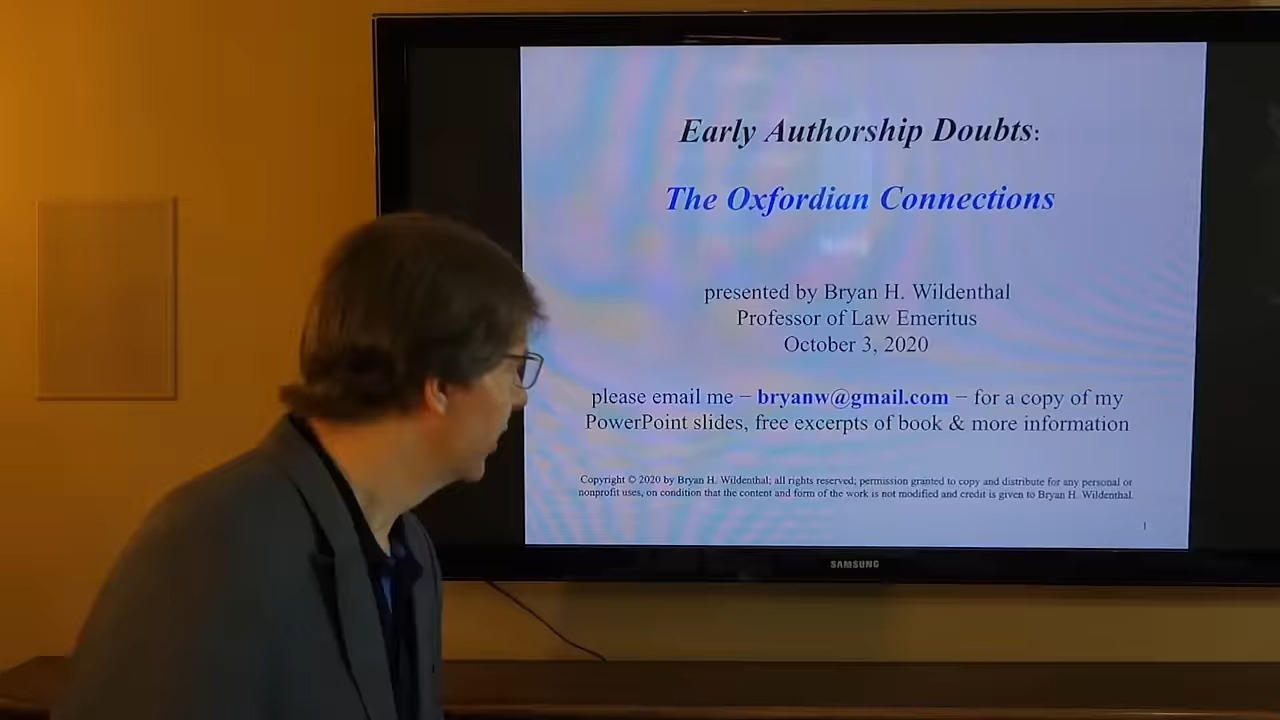 Early Authorship Doubts:
The Oxfordian Connections
presented by Bryan H. Wildenthal
Professor of Law Emeritus
October 3, 2020
please email me – bryanw@gmail.com – for a copy of my
PowerPoint slides, free excerpts of book & more information
Copyright © 2020 by Bryan H. Wildenthal; all rights reserved; permission granted to copy and distribute for any personal or
nonprofit uses, on condition that the content and form of the work is not modified and credit is given to Bryan H. Wildenthal.
1
SAMSUNG